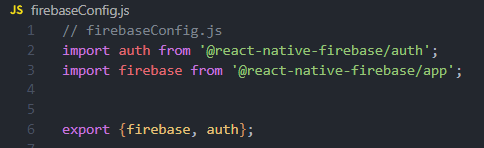 JS firebaseConfig.js
1 // firebaseConfig.js
2 import auth from '@react-native-firebase/auth';
3 import firebase from '@react-native-firebase/app';
4
5
6 export {firebase, auth};